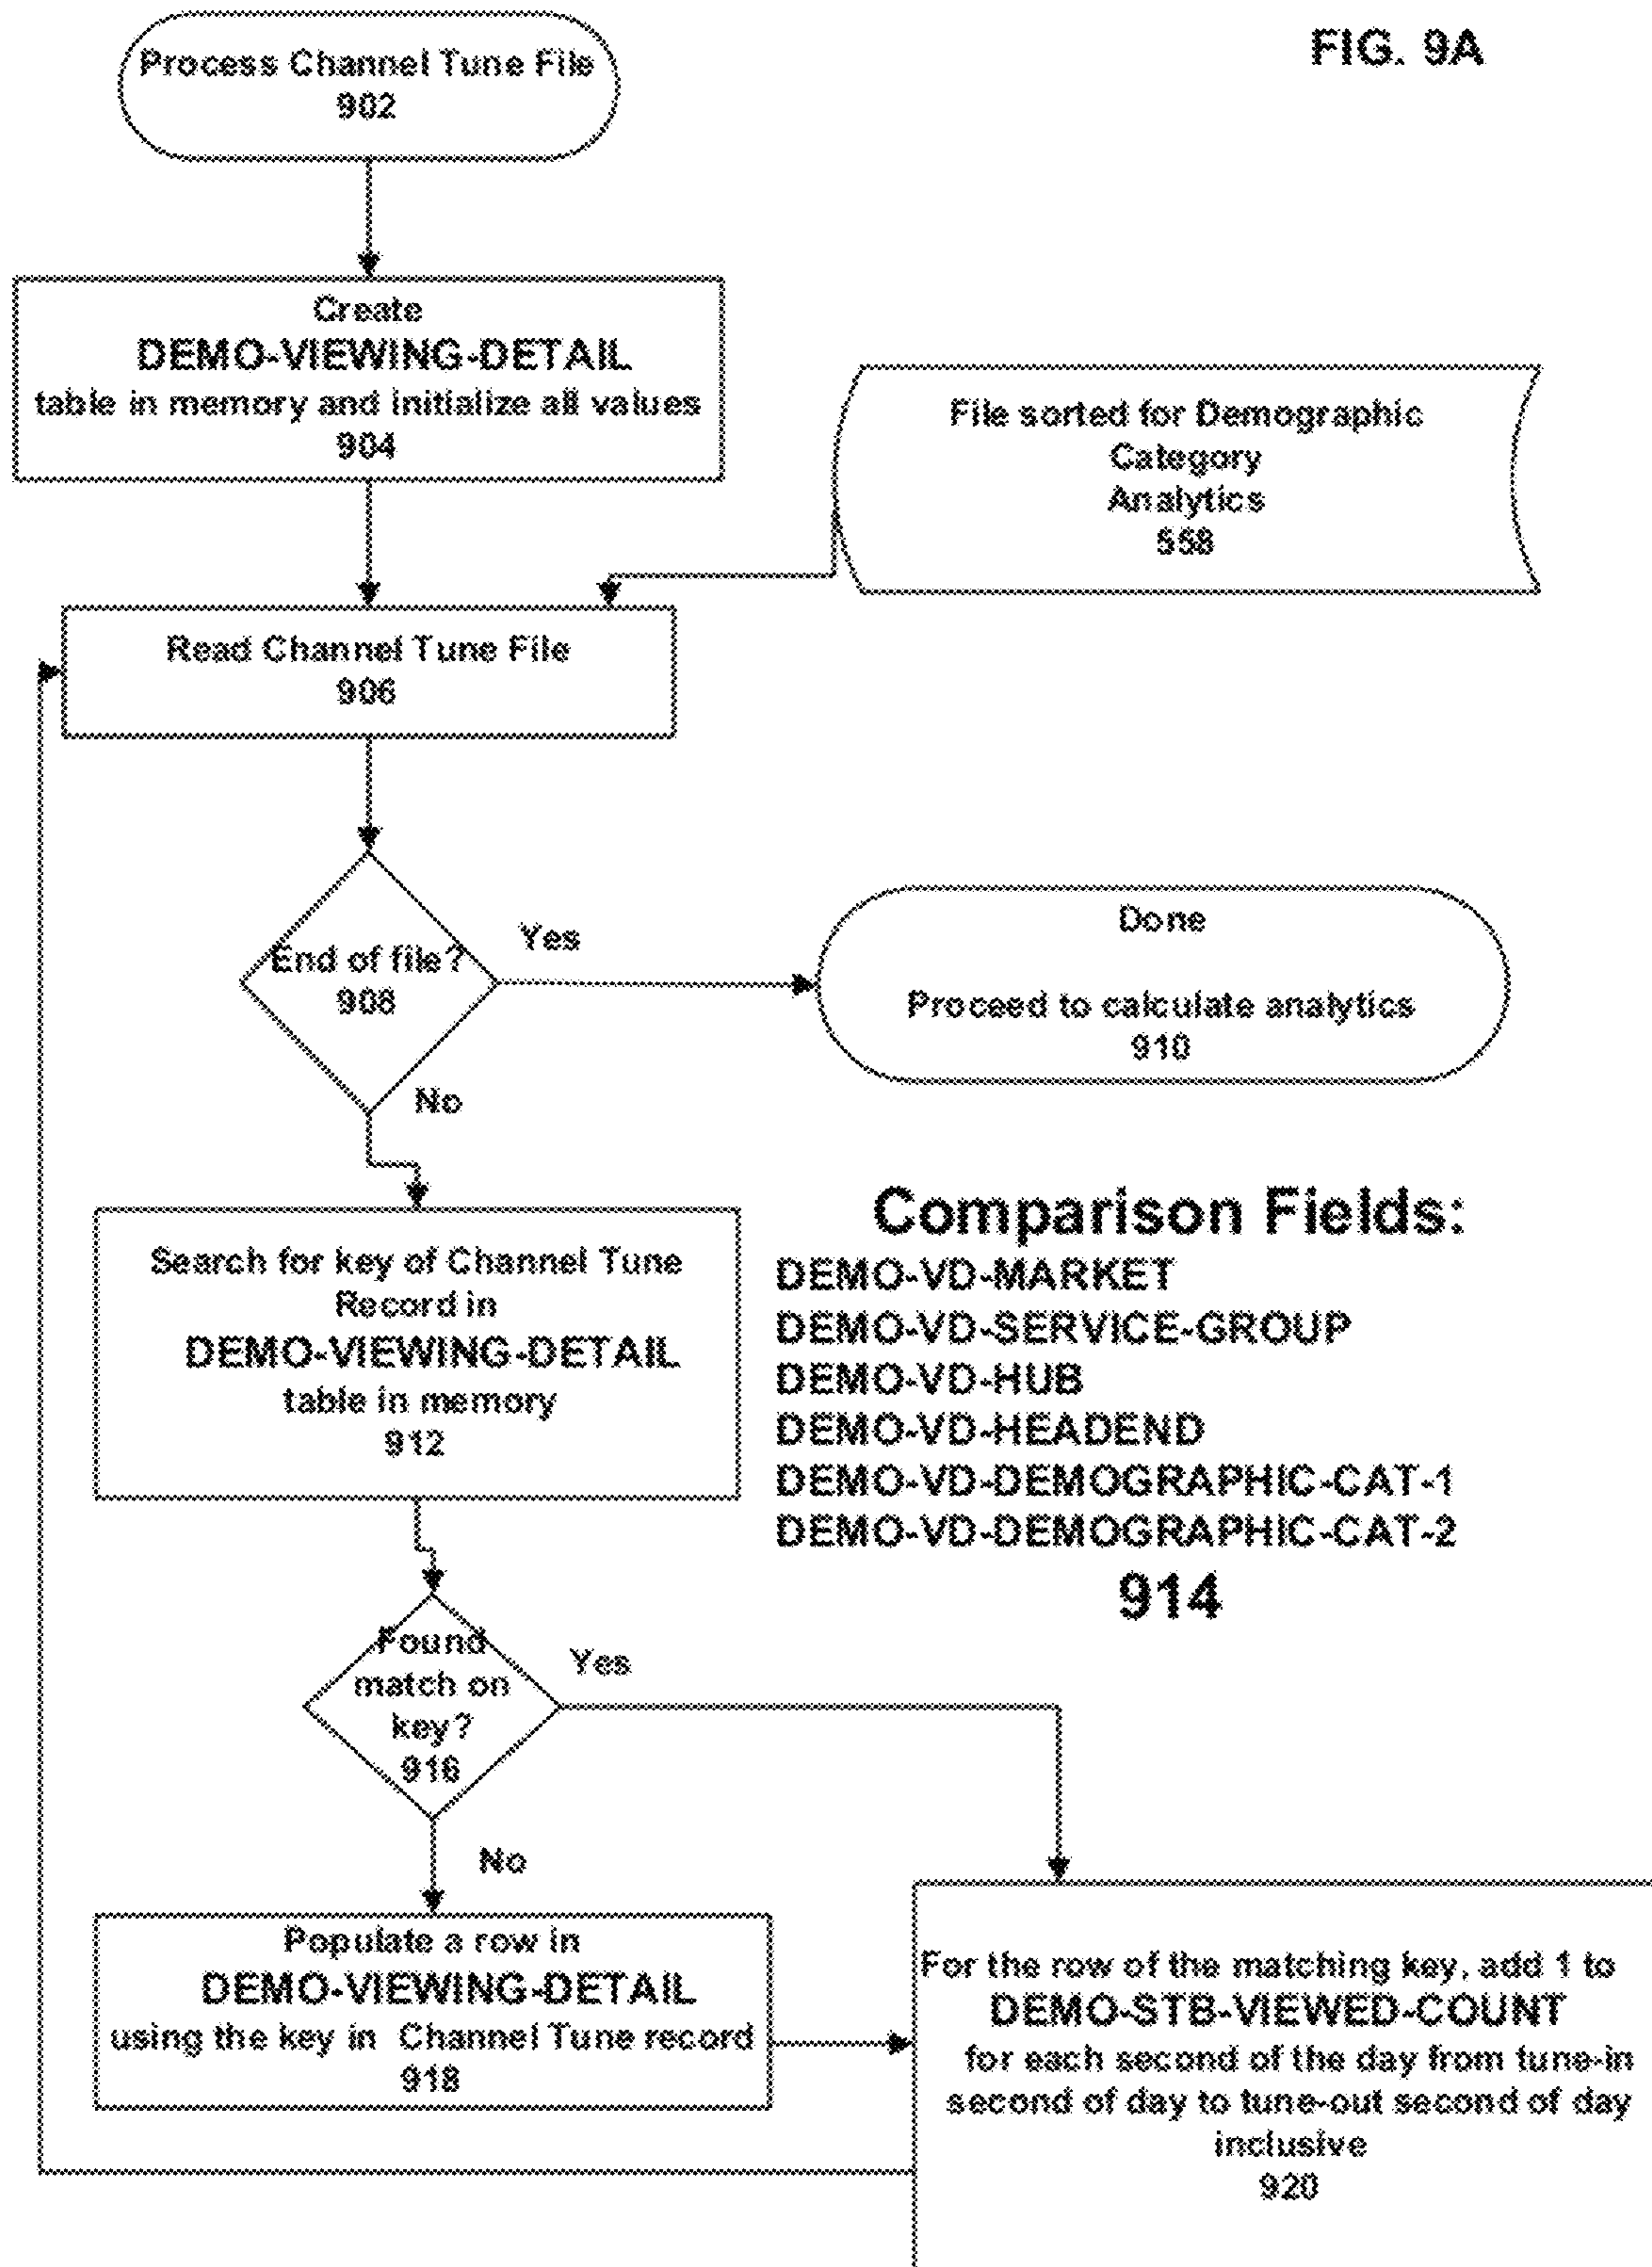 FIG. 9A
Process Channel Tune File
902
Create
DEMO-VIEWING-DETAIL
table in memory and initialize all values
904
File sorted for Demographic
Category
Analytics
558
Read Channel Tune File
906
End of file?
908
Yes
Done
Proceed to calculate analytics
910
No
Search for key of Channel Tune
Record in
DEMO-VIEWING-DETAIL
table in memory
912
Comparison Fields:
DEMO-VD-MARKET
DEMO-VD-SERVICE-GROUP
DEMO-VD-HUB
DEMO-VD-HEADEND
DEMO-VD-DEMOGRAPHIC-CAT-1
DEMO-VD-DEMOGRAPHIC-CAT-2
914
Found
match on
key?
916
Yes
No
Populate a row in
DEMO-VIEWING-DETAIL
using the key in Channel Tune record
918
For the row of the matching key, add 1 to
DEMO-STB-VIEWED-COUNT
for each second of the day from tune-in
second of day to tune-out second of day
inclusive
920